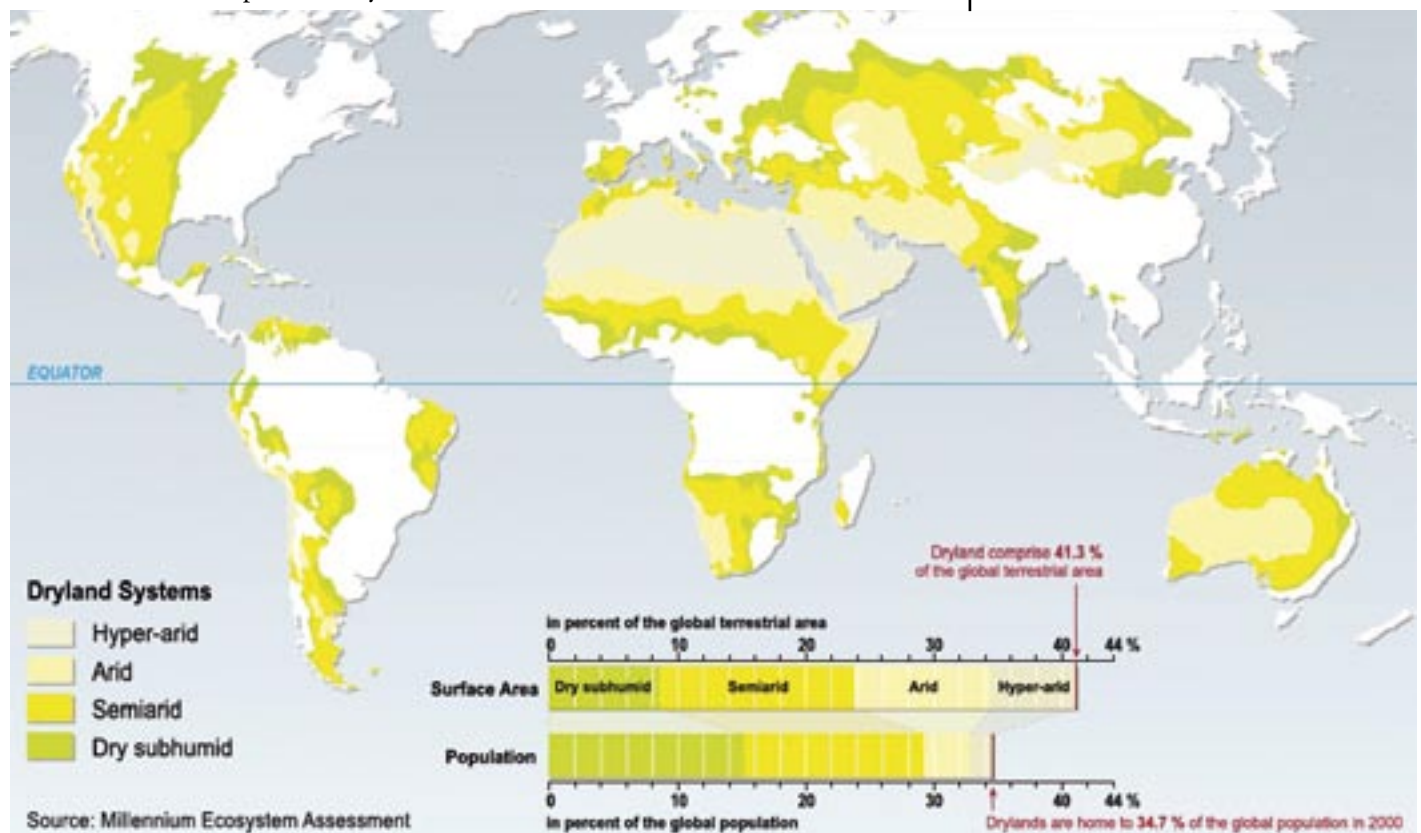 EQUATOR
Dryland comprise 41.3 %
of the global terrestrial area
Dryland Systems
Hyper-arid
Arid
Semiarid
Dry subhumid
in percent of the global terrestrial area
0 10 20 30 40 44 %
Surface Area Dry subhumid Semiarid Arid Hyper-arid
Population
0 10 20 30 40 44 %
in percent of the global population
Drylands are home to 34.7 % of the global population in 2000
Source: Millennium Ecosystem Assessment